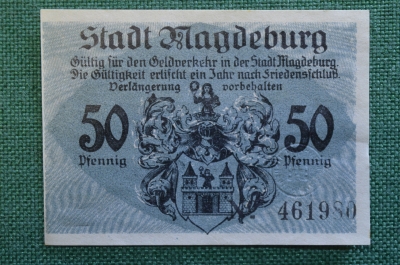 Stadt Magdeburg
Gültig für den Geldverkehr in der Stadt Magdeburg.
Die Gültigkeit erlischt ein Jahr nach Friedensschluß.
Verlängerung vorbehalten
50 50
Pfennig Pfennig
Nr. 461980